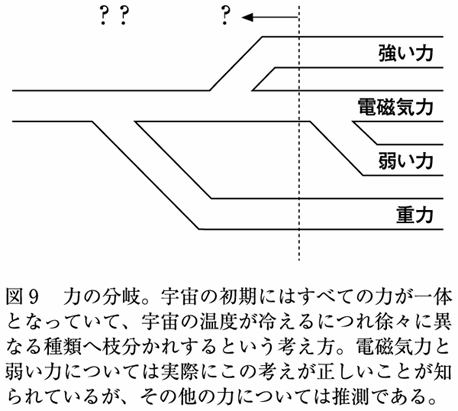 ? ?
?
強い力
電磁気力
弱い力
重力
図9 力の分岐。宇宙の初期にはすべての力が一体
となっていて、宇宙の温度が冷えるにつれ徐々に異
なる種類へ枝分かれするという考え方。電磁気力と
弱い力については実際にこの考えが正しいことが知
られているが、その他の力については推測である。